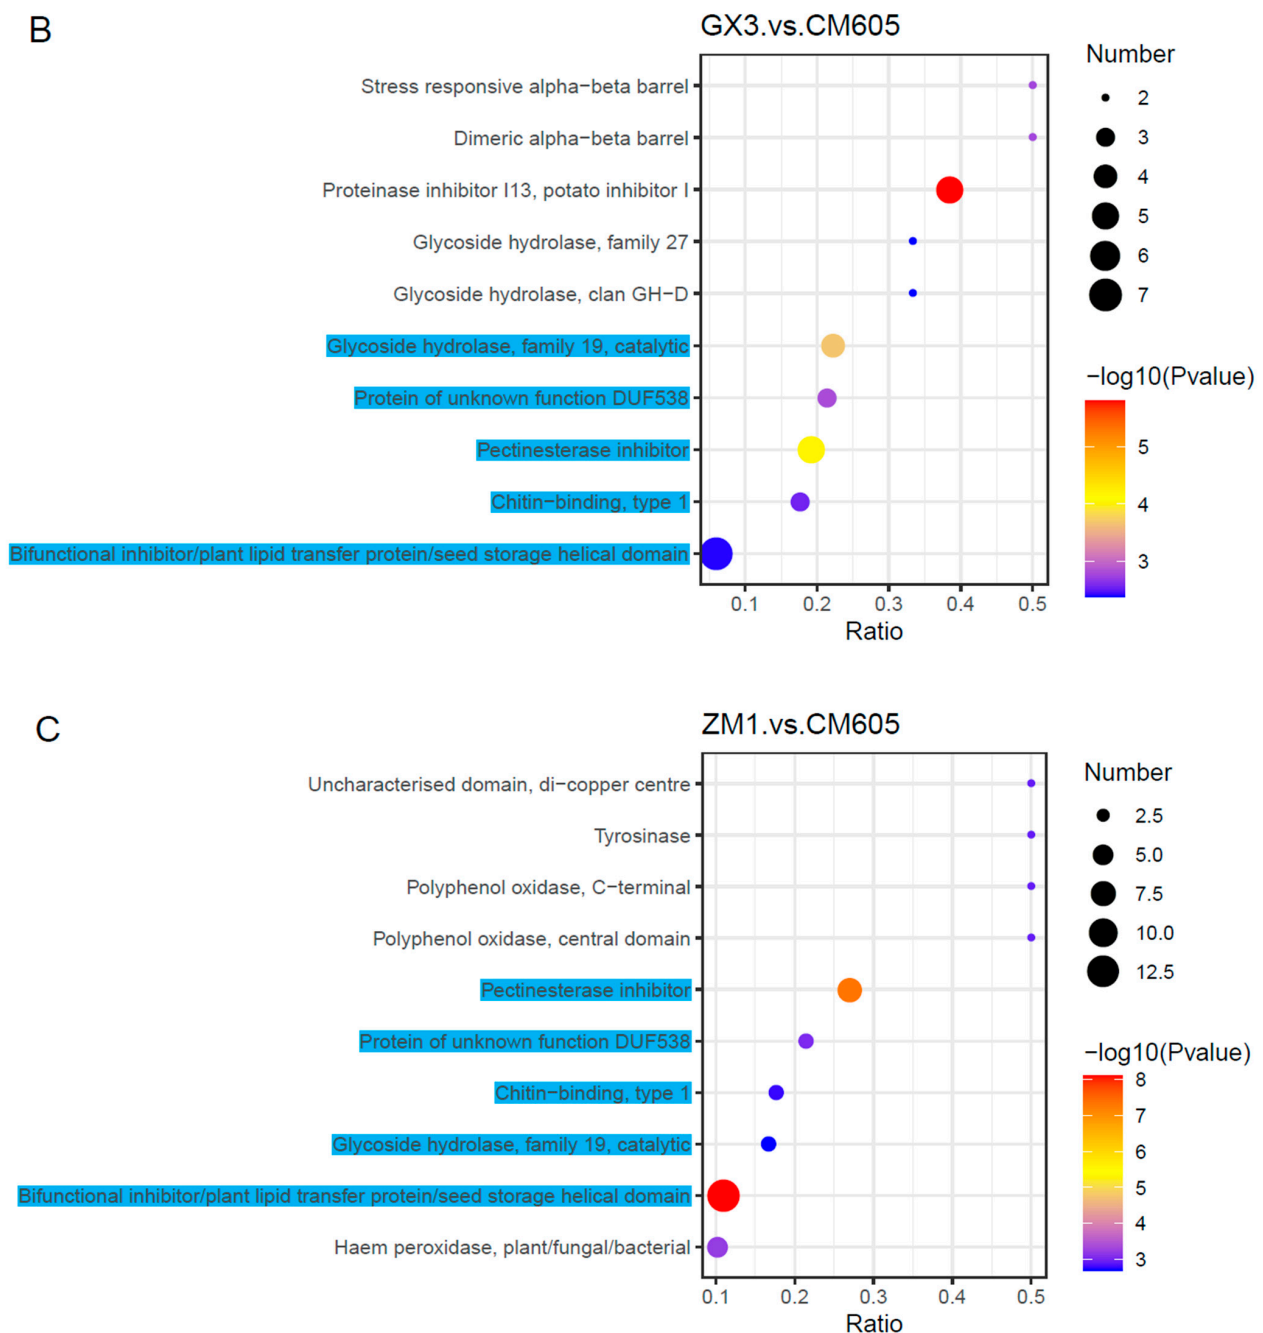 B
GX3.vs.CM605
Stress responsive alpha−beta barrel
Dimeric alpha−beta barrel
Proteinase inhibitor I13, potato inhibitor I
Glycoside hydrolase, family 27
Glycoside hydrolase, clan GH−D
Glycoside hydrolase, family 19, catalytic
Protein of unknown function DUF538
Pectinesterase inhibitor
Chitin−binding, type 1
Bifunctional inhibitor/plant lipid transfer protein/seed storage helical domain
0.1 0.2 0.3 0.4 0.5
Ratio
Number
2
3
4
5
6
7
−log10(Pvalue)
5
4
3
C
ZM1.vs.CM605
Uncharacterised domain, di−copper centre
Tyrosinase
Polyphenol oxidase, C−terminal
Polyphenol oxidase, central domain
Pectinesterase inhibitor
Protein of unknown function DUF538
Chitin−binding, type 1
Glycoside hydrolase, family 19, catalytic
Bifunctional inhibitor/plant lipid transfer protein/seed storage helical domain
Haem peroxidase, plant/fungal/bacterial
0.1 0.2 0.3 0.4 0.5
Ratio
Number
2.5
5.0
7.5
10.0
12.5
−log10(Pvalue)
8
7
6
5
4
3